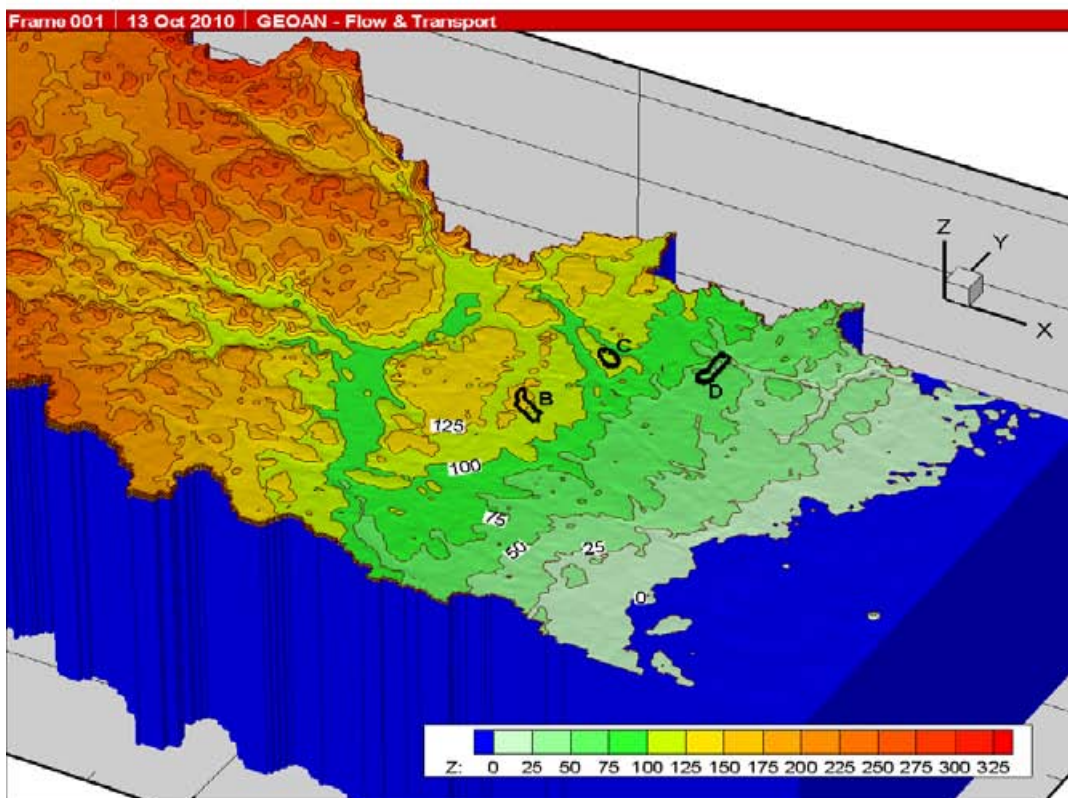 Frame 001 | 13 Oct 2010 | GEOAN - Flow & Transport
Z
Y
X
C
D
B
125
100
75
50
25
0
Z: 0 25 50 75 100 125 150 175 200 225 250 275 300 325